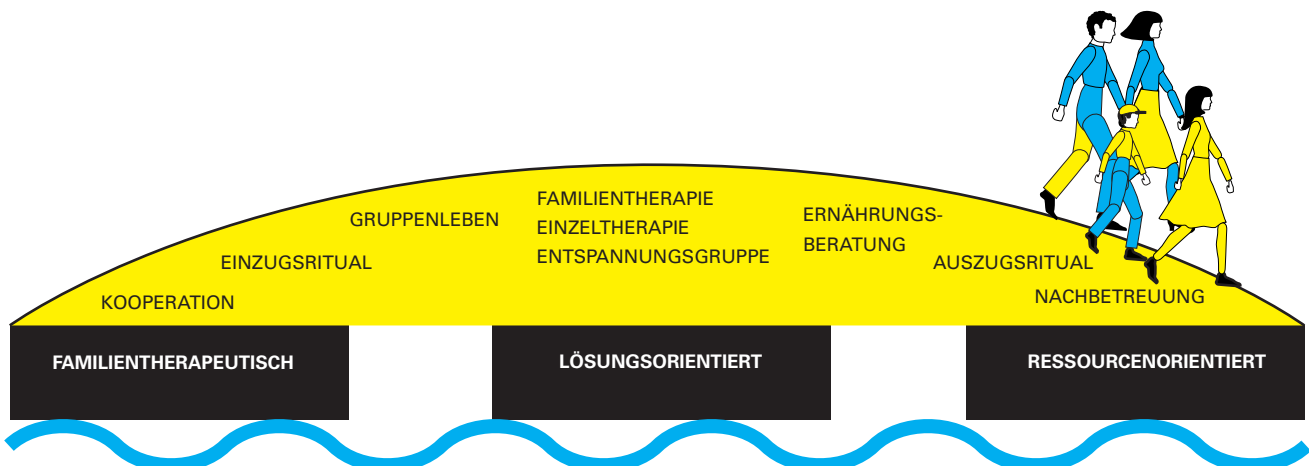 KOOPERATION
EINZUGSRITUAL
GRUPPENLEBEN
FAMILIENTHERAPIE
EINZELTHERAPIE
ENTSPANNUNGSGRUPPE
ERNÄHRUNGS-
BERATUNG
AUSZUGSRITUAL
NACHBETREUUNG
FAMILIENTHERAPEUTISCH
LÖSUNGSORIENTIERT
RESSOURCENORIENTIERT